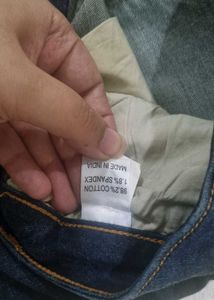 98.2% COTTON
1.8% SPANDEX
MADE IN INDIA